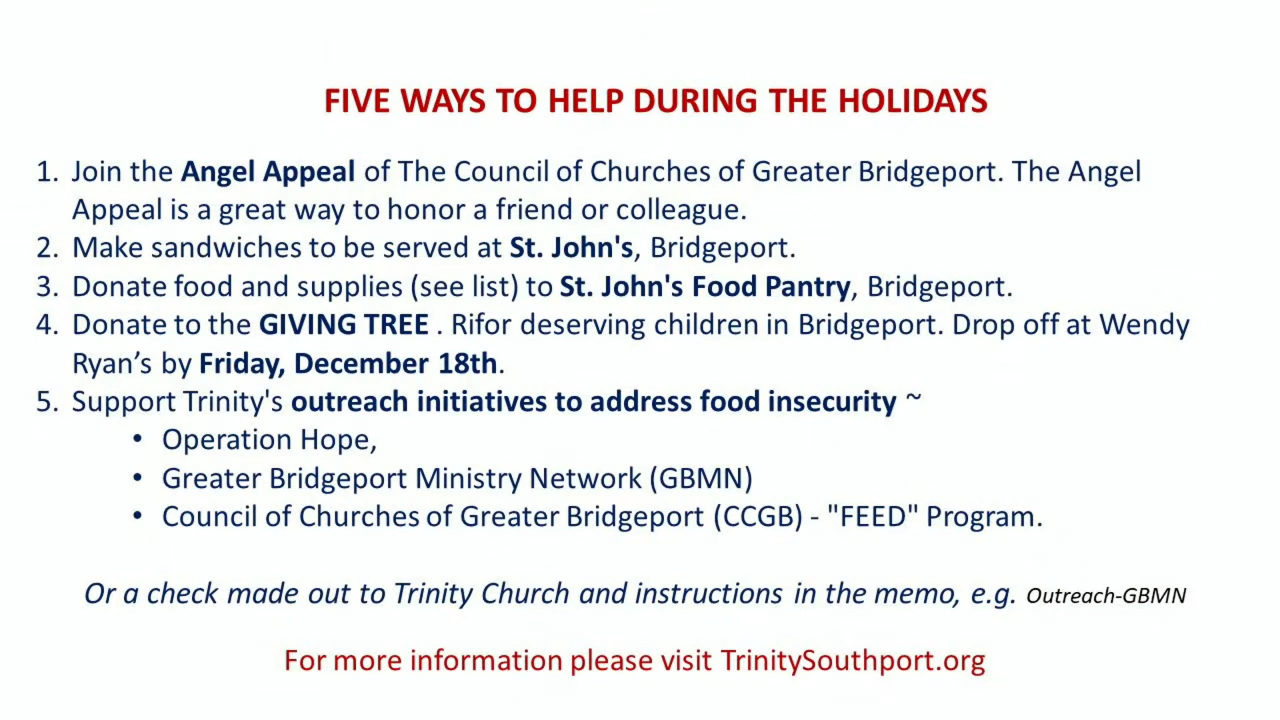 FIVE WAYS TO HELP DURING THE HOLIDAYS
1. Join the Angel Appeal of The Council of Churches of Greater Bridgeport. The Angel
Appeal is a great way to honor a friend or colleague.
2. Make sandwiches to be served at St. John's, Bridgeport.
3. Donate food and supplies (see list) to St. John's Food Pantry, Bridgeport.
4. Donate to the GIVING TREE . Rifor deserving children in Bridgeport. Drop off at Wendy
Ryan’s by Friday, December 18th.
5. Support Trinity's outreach initiatives to address food insecurity ~
• Operation Hope,
• Greater Bridgeport Ministry Network (GBMN)
• Council of Churches of Greater Bridgeport (CCGB) - "FEED" Program.
Or a check made out to Trinity Church and instructions in the memo, e.g. Outreach-GBMN
For more information please visit TrinitySouthport.org